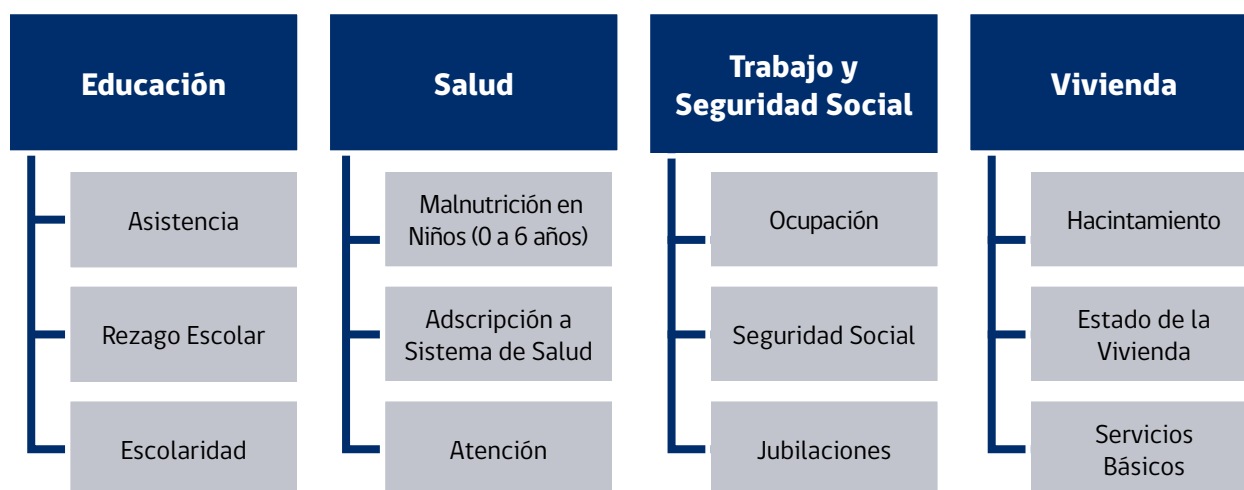 Educación
Asistencia
Rezago Escolar
Escolaridad
Salud
Malnutrición en
Niños (0 a 6 años)
Adscripción a
Sistema de Salud
Atención
Trabajo y
Seguridad Social
Ocupación
Seguridad Social
Jubilaciones
Vivienda
Hacintamiento
Estado de la
Vivienda
Servicios
Básicos